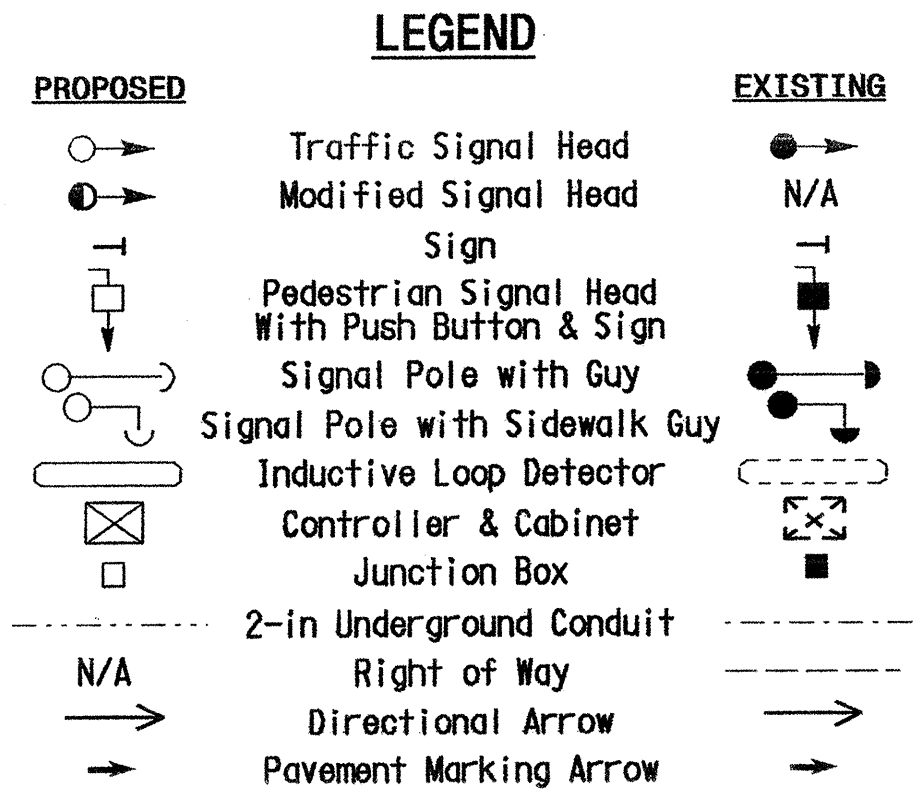 LEGEND
PROPOSED EXISTING
Traffic Signal Head
Modified Signal Head N/A
Sign
Pedestrian Signal Head
With Push Button & Sign
Signal Pole with Guy
Signal Pole with Sidewalk Guy
Inductive Loop Detector
Controller & Cabinet
Junction Box
2-in Underground Conduit
N/A Right of Way
Directional Arrow
Pavement Marking Arrow